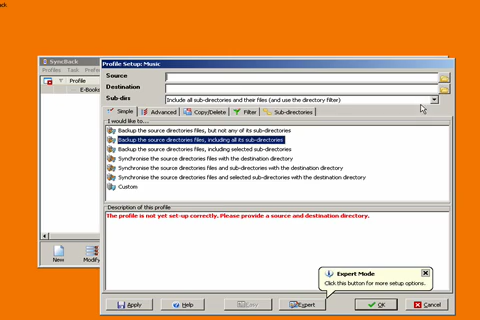 ck
SyncBack
Profiles Task Prefer
Profile
E-Books
New
Modify
Profile Setup: Music
Source
Destination
Sub-dirs
Include all sub-directories and their files (and use the directory filter)
Simple Advanced Copy/Delete Filter Sub-directories
I would like to...
Backup the source directories files, but not any of its sub-directories
Backup the source directories files, including all its sub-directories
Backup the source directories files, including selected sub-directories
Synchronise the source directories files with the destination directory
Synchronise the source directories files and sub-directories with the destination directory
Synchronise the source directories files and selected sub-directories with the destination directory
Custom
Description of this profile
The profile is not yet set-up correctly. Please provide a source and destination directory.
Expert Mode
Click this button for more setup options.
Apply Help Easy Expert OK Cancel